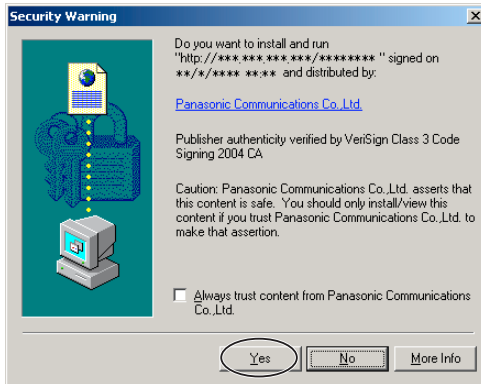 Security Warning
Do you want to install and run
"http://***.***.***.***/******** " signed on
**/*/**** **:** and distributed by:
Panasonic Communications Co.,Ltd.
Publisher authenticity verified by VeriSign Class 3 Code
Signing 2004 CA
Caution: Panasonic Communications Co.,Ltd. asserts that
this content is safe. You should only install/view this
content if you trust Panasonic Communications Co.,Ltd. to
make that assertion.
Always trust content from Panasonic Communications
Co.,Ltd.
Yes No More Info